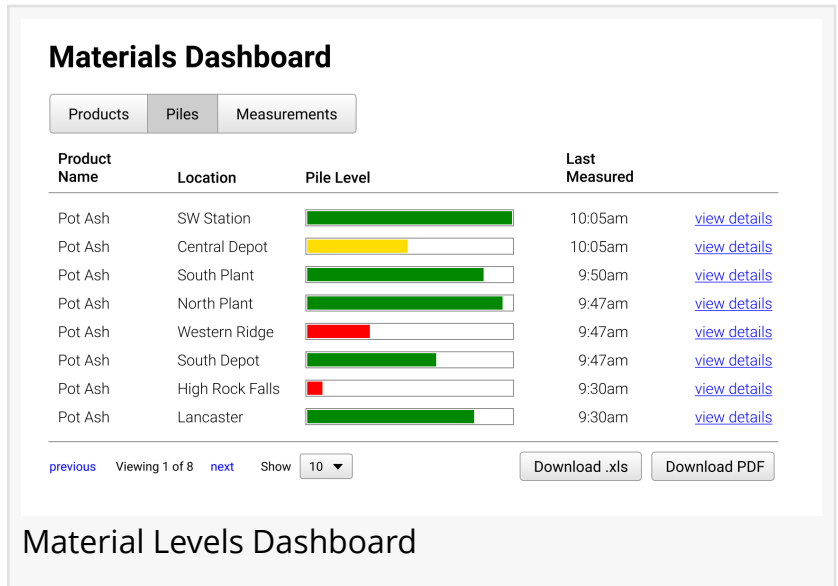 Materials Dashboard
Products Piles Measurements
Product Name Location Pile Level Last Measured
Pot Ash SW Station 10:05am view details
Pot Ash Central Depot 10:05am view details
Pot Ash South Plant 9:50am view details
Pot Ash North Plant 9:47am view details
Pot Ash Western Ridge 9:47am view details
Pot Ash South Depot 9:47am view details
Pot Ash High Rock Falls 9:30am view details
Pot Ash Lancaster 9:30am view details
previous Viewing 1 of 8 next Show 10 Download .xls Download PDF
Material Levels Dashboard